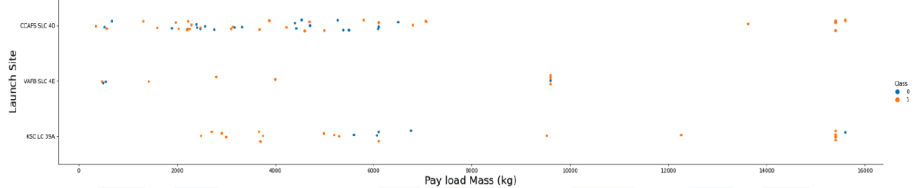 Launch Site
CCAFS SLC 40
VAFB SLC 4E
KSC LC 39A
0 2000 4000 6000 8000 10000 12000 14000 16000
Pay load Mass (kg)
Class
0
1